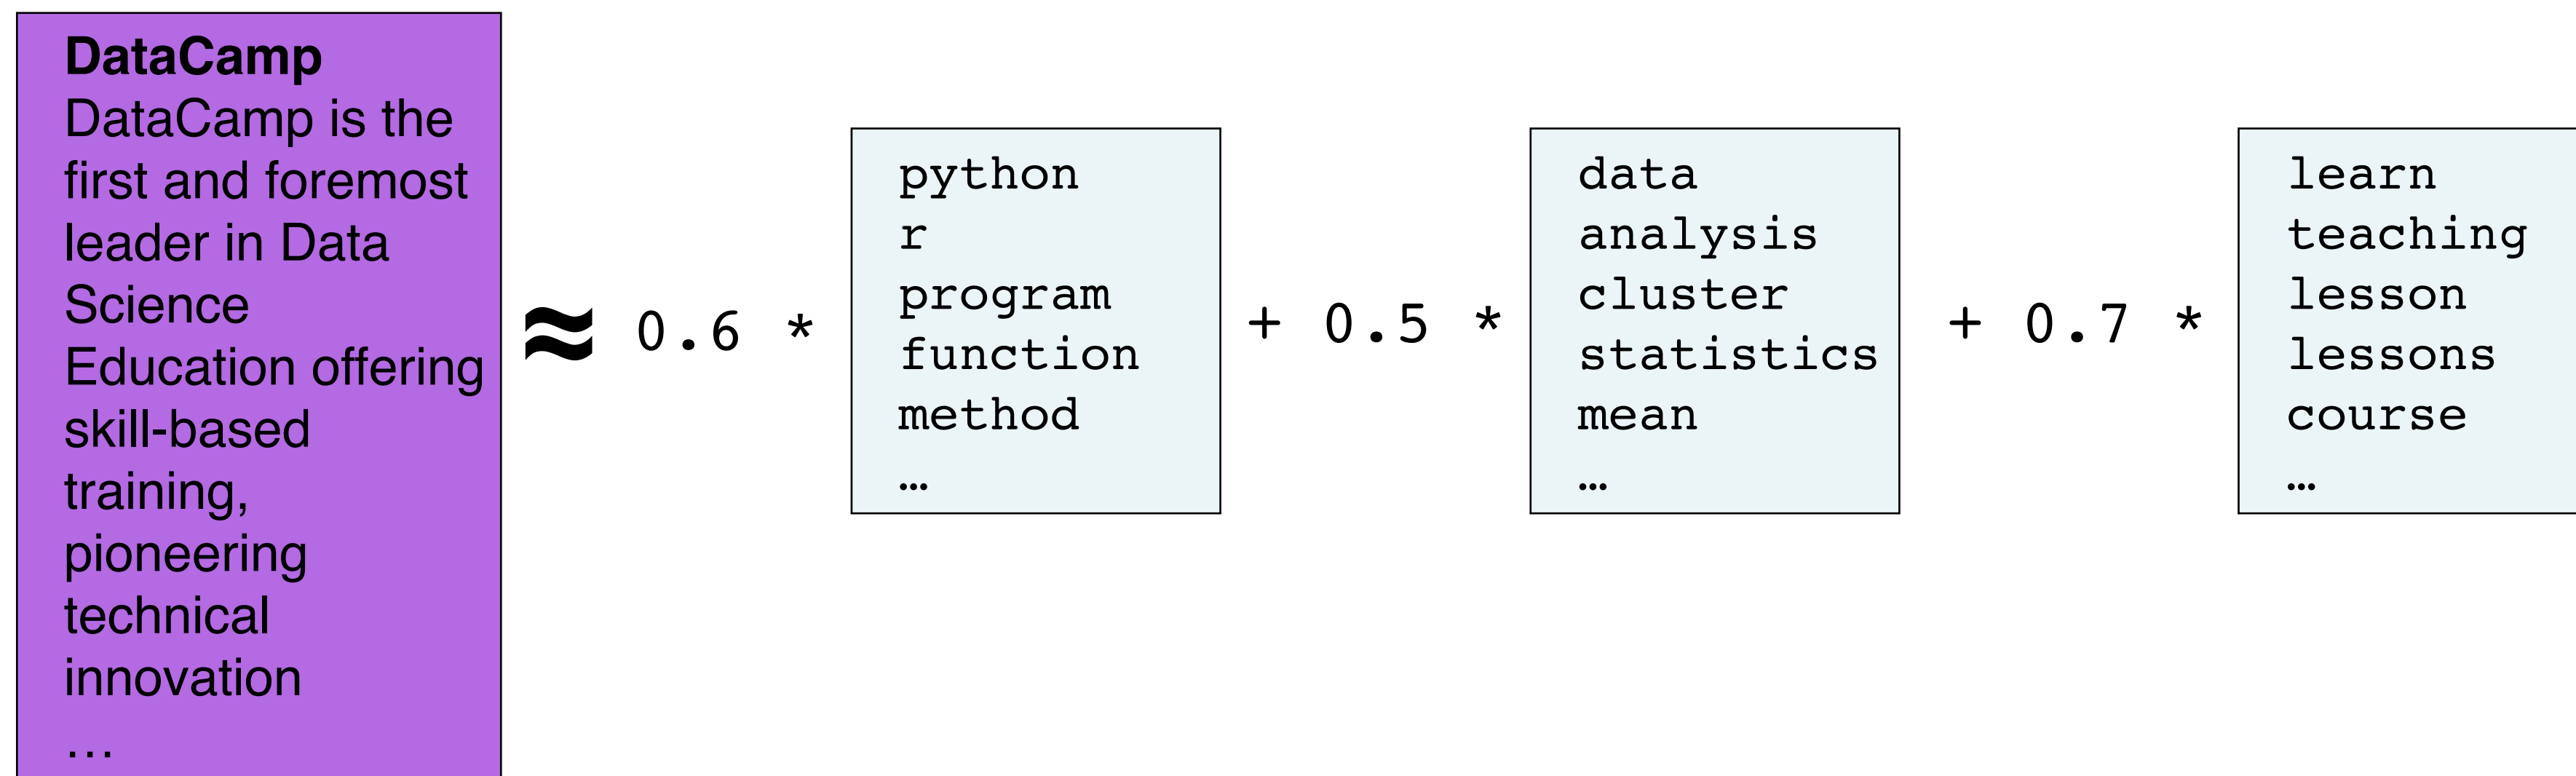 DataCamp
DataCamp is the
first and foremost
leader in Data
Science
Education offering
skill-based
training,
pioneering
technical
innovation
…
≈ 0.6 *
python
r
program
function
method
…
+ 0.5 *
data
analysis
cluster
statistics
mean
…
+ 0.7 *
learn
teaching
lesson
lessons
course
…